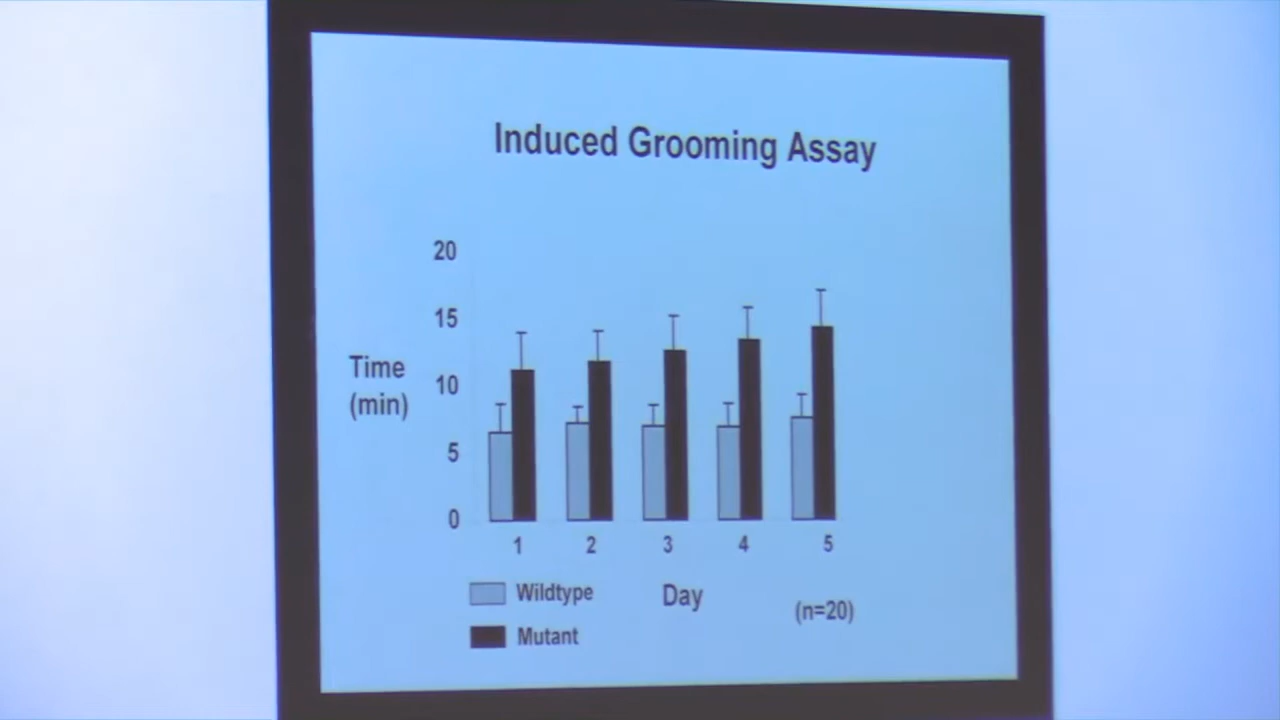 Induced Grooming Assay
20
15
10
5
0
Time
(min)
1 2 3 4 5
Wildtype
Mutant
Day
(n=20)